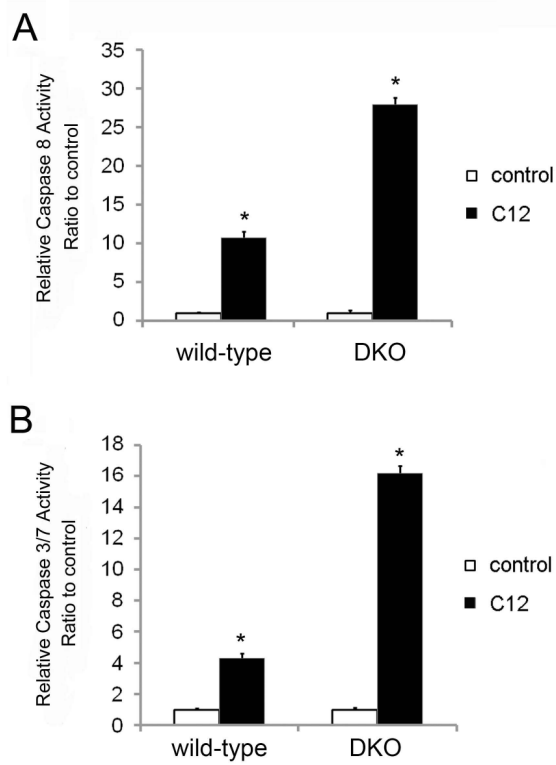 A
Relative Caspase 8 Activity
Ratio to control
35
30
25
20
15
10
5
0
*
*
wild-type
DKO
control
C12
B
Relative Caspase 3/7 Activity
Ratio to control
18
16
14
12
10
8
6
4
2
0
*
*
wild-type
DKO
control
C12